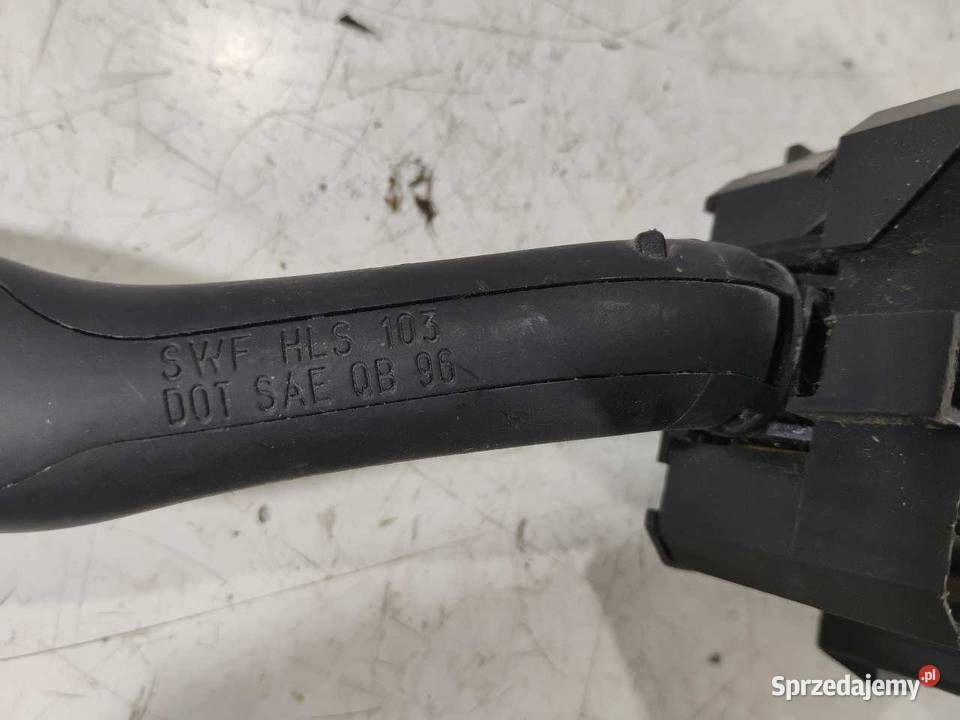 SWF HLS 103
DOT SAE QB 96
Sprzedajemy.pl